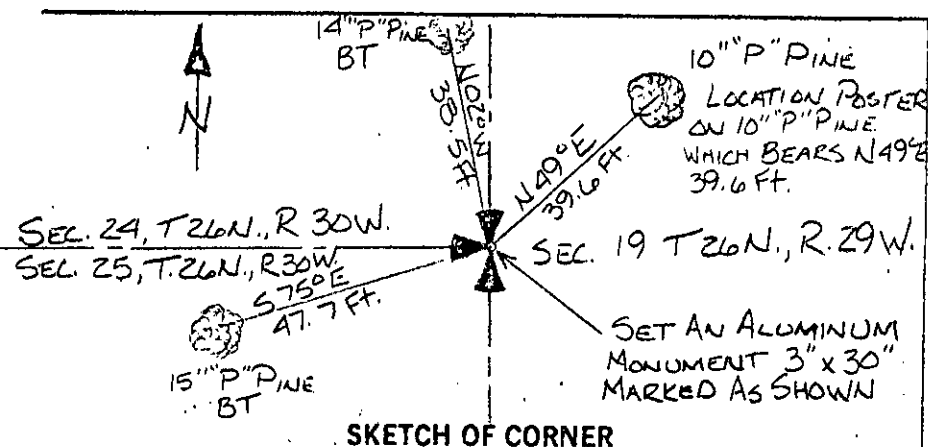 14" "P" PINE
BT
N
N02°W
38.5 ft
10" "P" PINE
LOCATION POSTER
ON 10" "P" PINE
WHICH BEARS N49°E
39.6 Ft.
N49°E
39.6 Ft.
SEC. 24, T26N., R 30W.
SEC. 25, T.26N., R30W.
SEC. 19 T26N., R. 29W.
S75°E
47.7 Ft.
15" "P" PINE
BT
SET AN ALUMINUM
MONUMENT 3" x 30"
MARKED AS SHOWN
SKETCH OF CORNER